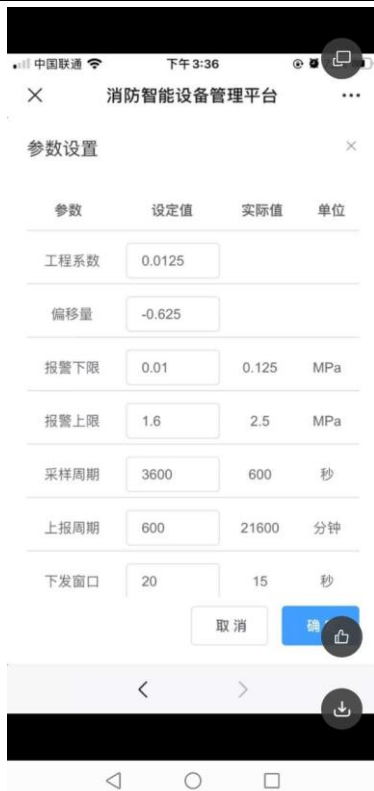 中国联通 下午3:36
消防智能设备管理平台
参数设置
参数 设定值 实际值 单位
工程系数 0.0125
偏移量 -0.625
报警下限 0.01 0.125 MPa
报警上限 1.6 2.5 MPa
采样周期 3600 600 秒
上报周期 600 21600 分钟
下发窗口 20 15 秒
取消 确